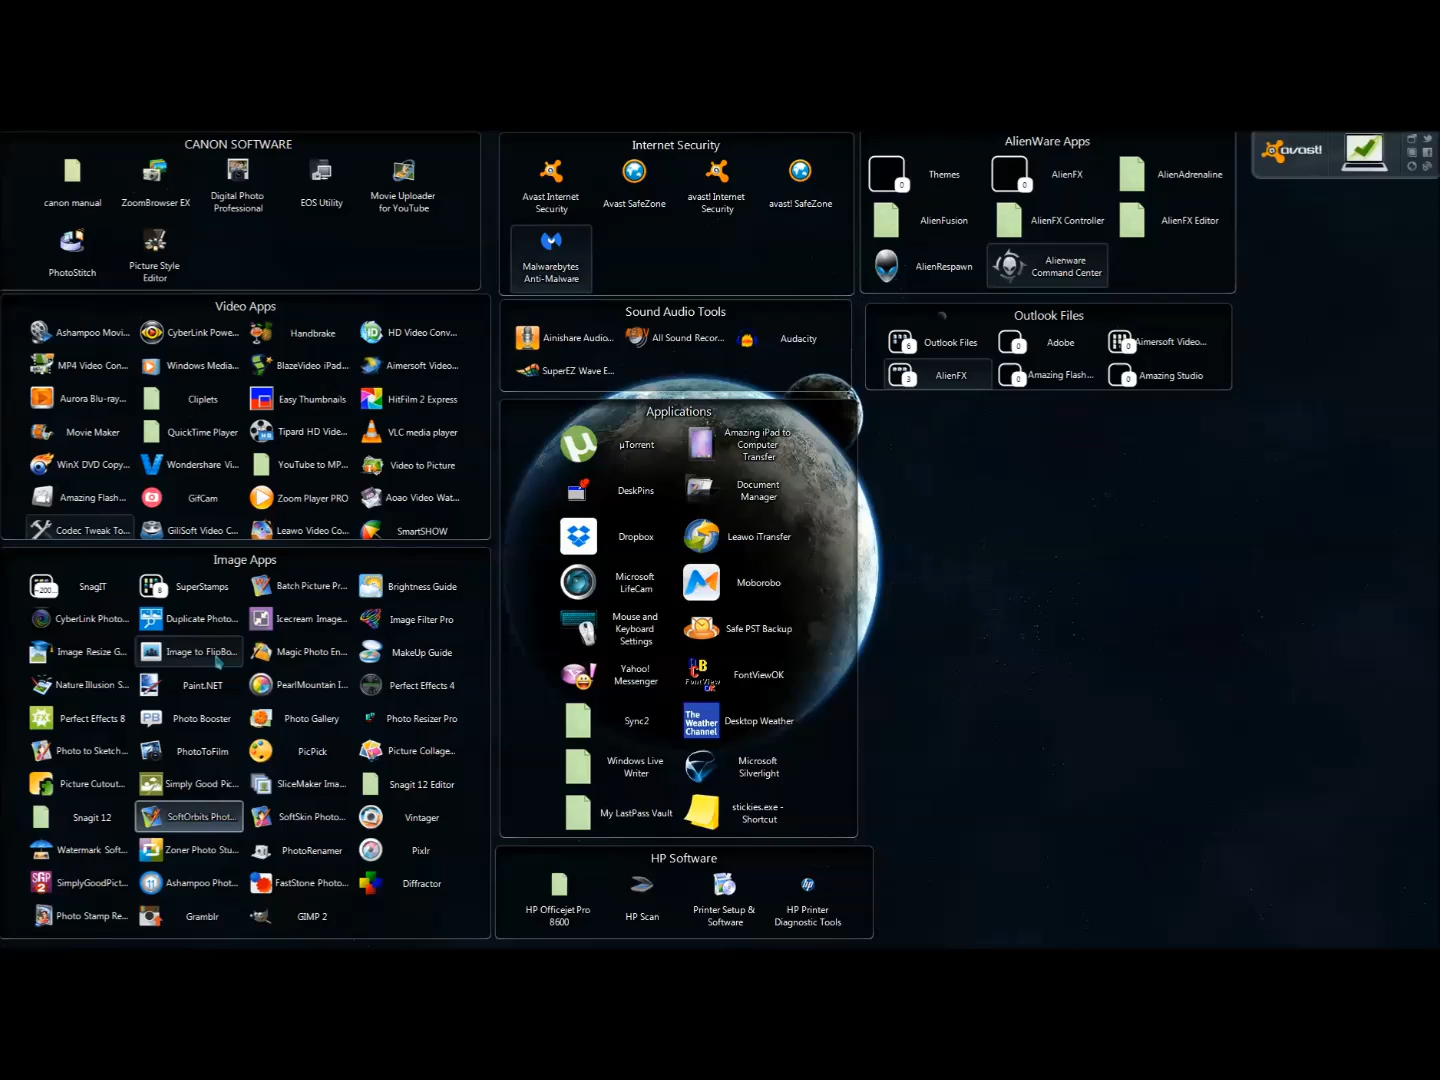 CANON SOFTWARE
canon manual
ZoomBrowser EX
Digital Photo
Professional
EOS Utility
Movie Uploader
for YouTube
PhotoStitch
Picture Style
Editor
Video Apps
Ashampoo Movi...
CyberLink Powe...
Handbrake
HD Video Conv...
MP4 Video Con...
Windows Media...
BlazeVideo iPad...
Aimersoft Video...
Aurora Blu-ray...
Cliplets
Easy Thumbnails
HitFilm 2 Express
Movie Maker
QuickTime Player
Tipard HD Vide...
VLC media player
WinX DVD Copy...
Wondershare Vi...
YouTube to MP...
Video to Picture
Amazing Flash...
GifCam
Zoom Player PRO
Aoao Video Wat...
Codec Tweak To...
GiliSoft Video C...
Leawo Video Co...
SmartSHOW
Image Apps
~200...
SnagIT
8
SuperStamps
Batch Picture Pr...
Brightness Guide
CyberLink Photo...
Duplicate Photo...
Icecream Image...
Image Filter Pro
Image Resize G...
Image to FlipBo...
Magic Photo En...
MakeUp Guide
Nature Illusion S...
Paint.NET
PearlMountain I...
Perfect Effects 4
Perfect Effects 8
Photo Booster
Photo Gallery
Photo Resizer Pro
Photo to Sketch...
PhotoToFilm
PicPick
Picture Collage...
Picture Cutout...
Simply Good Pic...
SliceMaker Ima...
Snagit 12 Editor
Snagit 12
SoftOrbits Phot...
SoftSkin Photo...
Vintager
Watermark Soft...
Zoner Photo Stu...
PhotoRenamer
Pixlr
SimplyGoodPict...
Ashampoo Phot...
FastStone Photo...
Diffractor
Photo Stamp Re...
Gramblr
GIMP 2
Internet Security
Avast Internet
Security
Avast SafeZone
avast! Internet
Security
avast! SafeZone
Malwarebytes
Anti-Malware
Sound Audio Tools
Ainishare Audio...
All Sound Recor...
Audacity
SuperEZ Wave E...
Applications
µTorrent
Amazing iPad to
Computer
Transfer
DeskPins
Document
Manager
Dropbox
Leawo iTransfer
Microsoft
LifeCam
Moborobo
Mouse and
Keyboard
Settings
Safe PST Backup
Yahoo!
Messenger
FontViewOK
Sync2
The
Weather
Channel
Desktop Weather
Windows Live
Writer
Microsoft
Silverlight
My LastPass Vault
stickies.exe -
Shortcut
HP Software
HP Officejet Pro
8600
HP Scan
Printer Setup &
Software
HP Printer
Diagnostic Tools
AlienWare Apps
0
Themes
0
AlienFX
AlienAdrenaline
AlienFusion
AlienFX Controller
AlienFX Editor
AlienRespawn
Alienware
Command Center
Outlook Files
6
Outlook Files
0
Adobe
0
Aimersoft Video...
3
AlienFX
0
Amazing Flash...
0
Amazing Studio
avast!